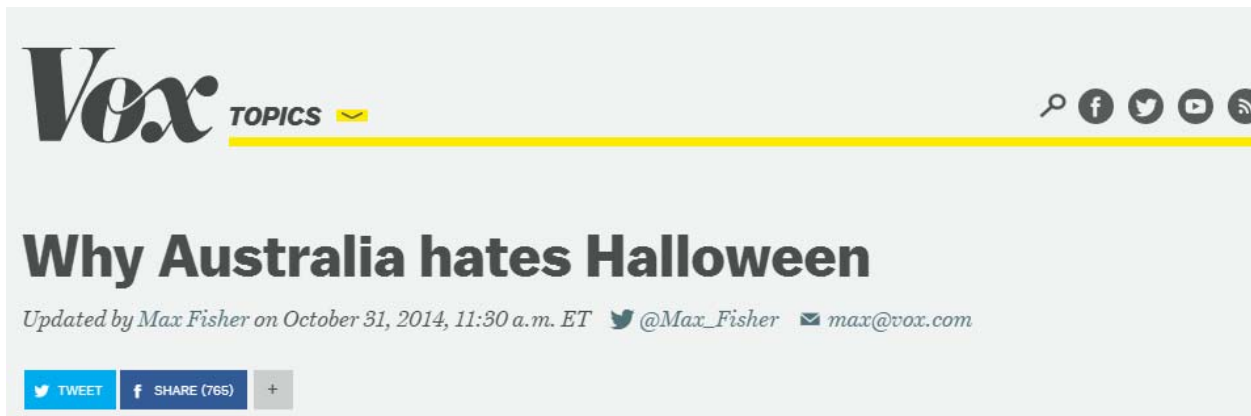 Vox TOPICS
Why Australia hates Halloween
Updated by Max Fisher on October 31, 2014, 11:30 a.m. ET @Max_Fisher max@vox.com
TWEET f SHARE (765) +